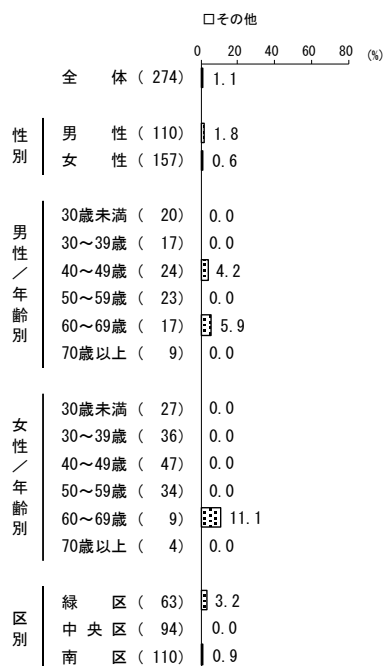 □その他
0 20 40 60 80 (%)
全 体 ( 274) 1.1
性別
男 性 ( 110) 1.8
女 性 ( 157) 0.6
男性／年齢別
30歳未満 ( 20) 0.0
30～39歳 ( 17) 0.0
40～49歳 ( 24) 4.2
50～59歳 ( 23) 0.0
60～69歳 ( 17) 5.9
70歳以上 ( 9) 0.0
女性／年齢別
30歳未満 ( 27) 0.0
30～39歳 ( 36) 0.0
40～49歳 ( 47) 0.0
50～59歳 ( 34) 0.0
60～69歳 ( 9) 11.1
70歳以上 ( 4) 0.0
区別
緑 区 ( 63) 3.2
中 央 区 ( 94) 0.0
南 区 ( 110) 0.9